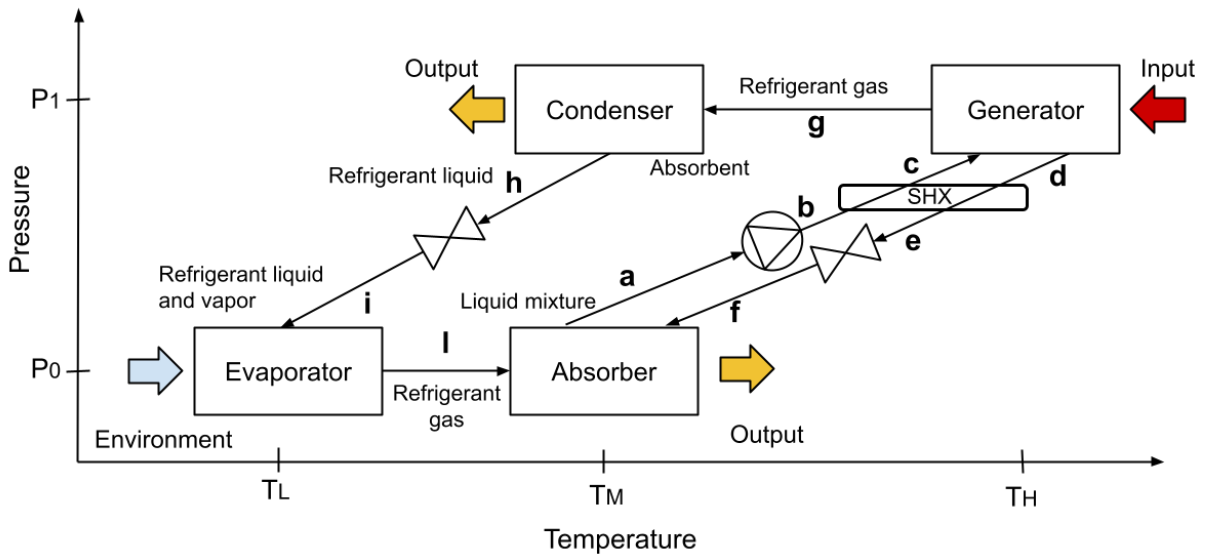 Output
Input
P1
Condenser
Refrigerant gas
Generator
g
Absorbent
c
d
Refrigerant liquid
h
SHX
b
e
Pressure
Refrigerant liquid
and vapor
a
i
Liquid mixture
f
l
P0
Evaporator
Absorber
Refrigerant
gas
Environment
Output
TL
TM
TH
Temperature